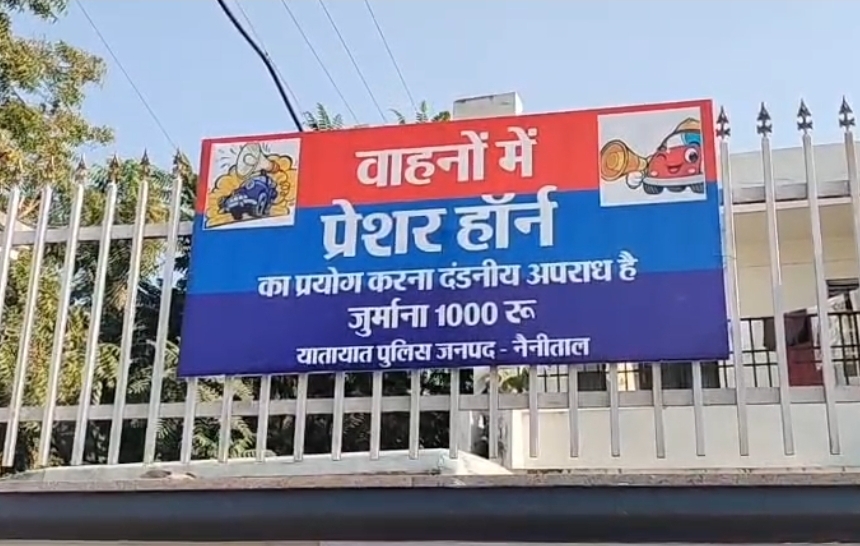 वाहनों में
प्रेशर हॉर्न
का प्रयोग करना दंडनीय अपराध है
जुर्माना 1000 रू
यातायात पुलिस जनपद - नैनीताल